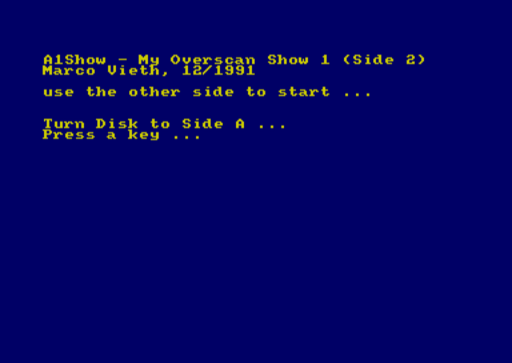 A1Show - My Overscan Show 1 (Side 2)
Marco Vieth, 12/1991
use the other side to start ...
Turn Disk to Side A ...
Press a key ...